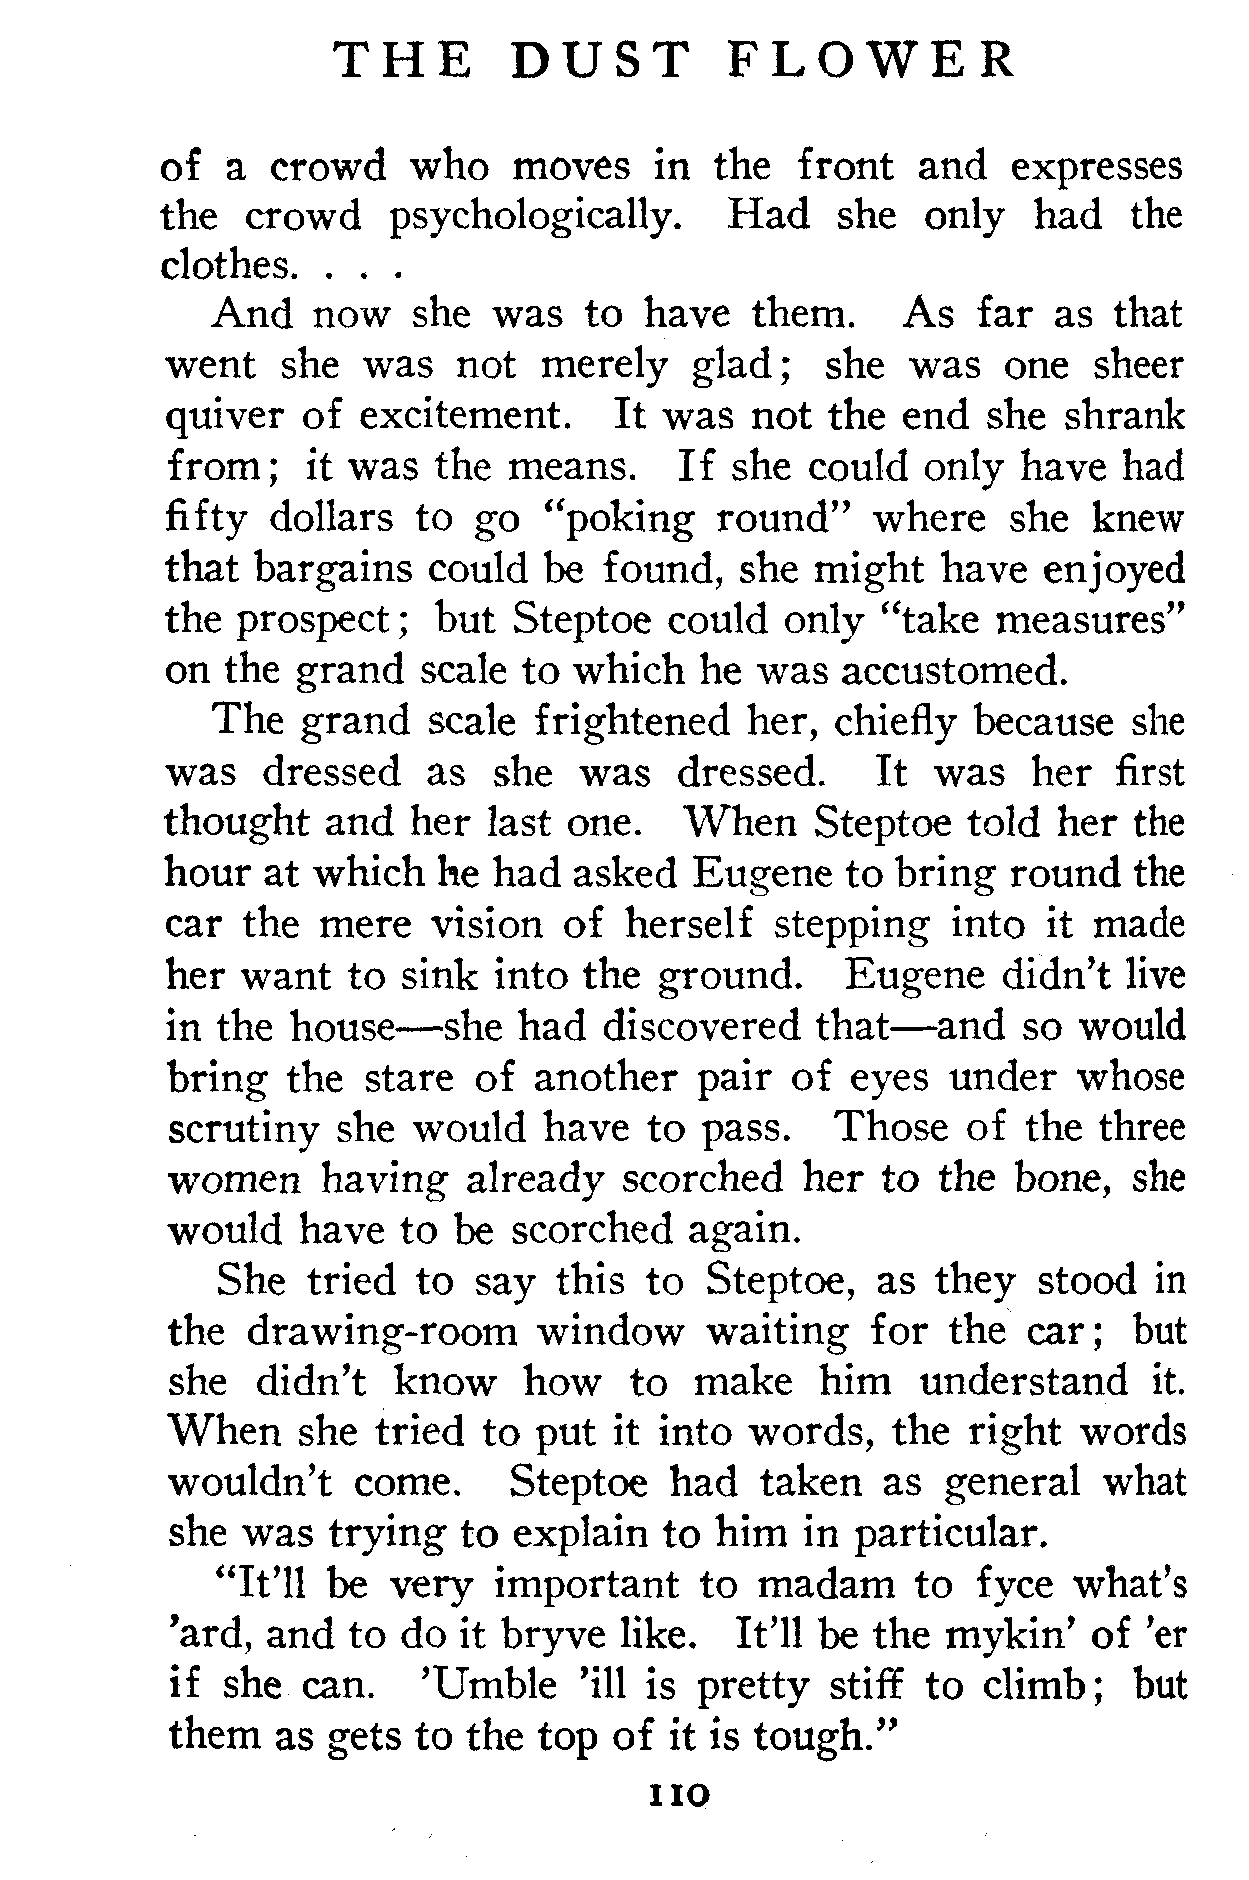 THE DUST FLOWER
of a crowd who moves in the front and expresses
the crowd psychologically. Had she only had the
clothes. . . .
And now she was to have them. As far as that
went she was not merely glad; she was one sheer
quiver of excitement. It was not the end she shrank
from; it was the means. If she could only have had
fifty dollars to go "poking round" where she knew
that bargains could be found, she might have enjoyed
the prospect; but Steptoe could only "take measures"
on the grand scale to which he was accustomed.
The grand scale frightened her, chiefly because she
was dressed as she was dressed. It was her first
thought and her last one. When Steptoe told her the
hour at which he had asked Eugene to bring round the
car the mere vision of herself stepping into it made
her want to sink into the ground. Eugene didn't live
in the house—she had discovered that—and so would
bring the stare of another pair of eyes under whose
scrutiny she would have to pass. Those of the three
women having already scorched her to the bone, she
would have to be scorched again.
She tried to say this to Steptoe, as they stood in
the drawing-room window waiting for the car; but
she didn't know how to make him understand it.
When she tried to put it into words, the right words
wouldn't come. Steptoe had taken as general what
she was trying to explain to him in particular.
"It'll be very important to madam to fyce what's
'ard, and to do it bryve like. It'll be the mykin' of 'er
if she can. 'Umble 'ill is pretty stiff to climb; but
them as gets to the top of it is tough."
110